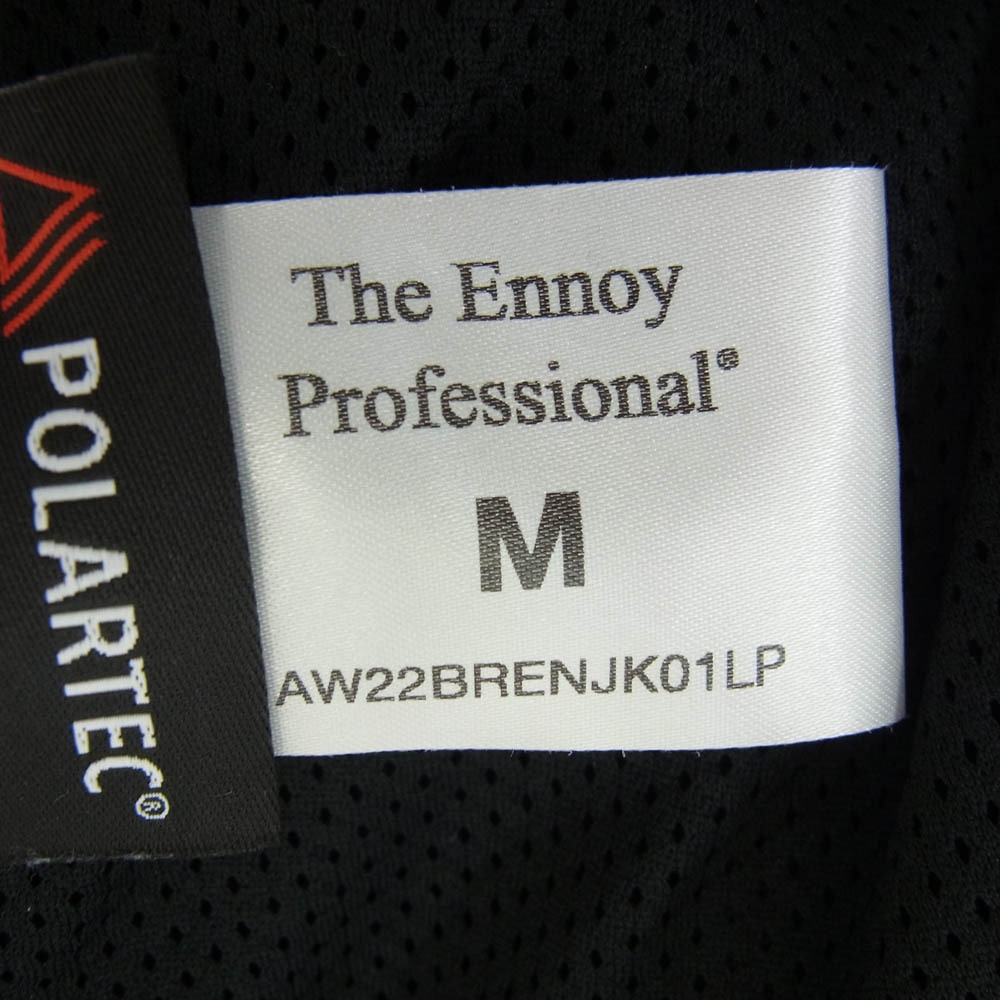 POLARTEC®
The Ennoy
Professional®
M
AW22BRENJK01LP